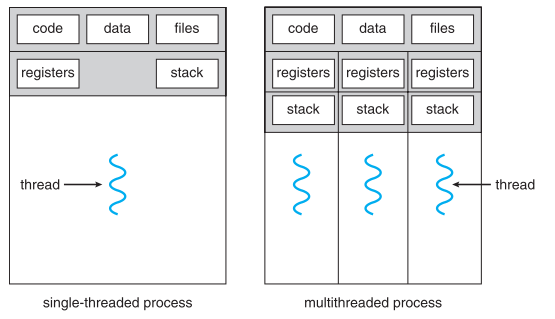 code data files
registers stack
thread
single-threaded process
code data files
registers registers registers
stack stack stack
thread
multithreaded process